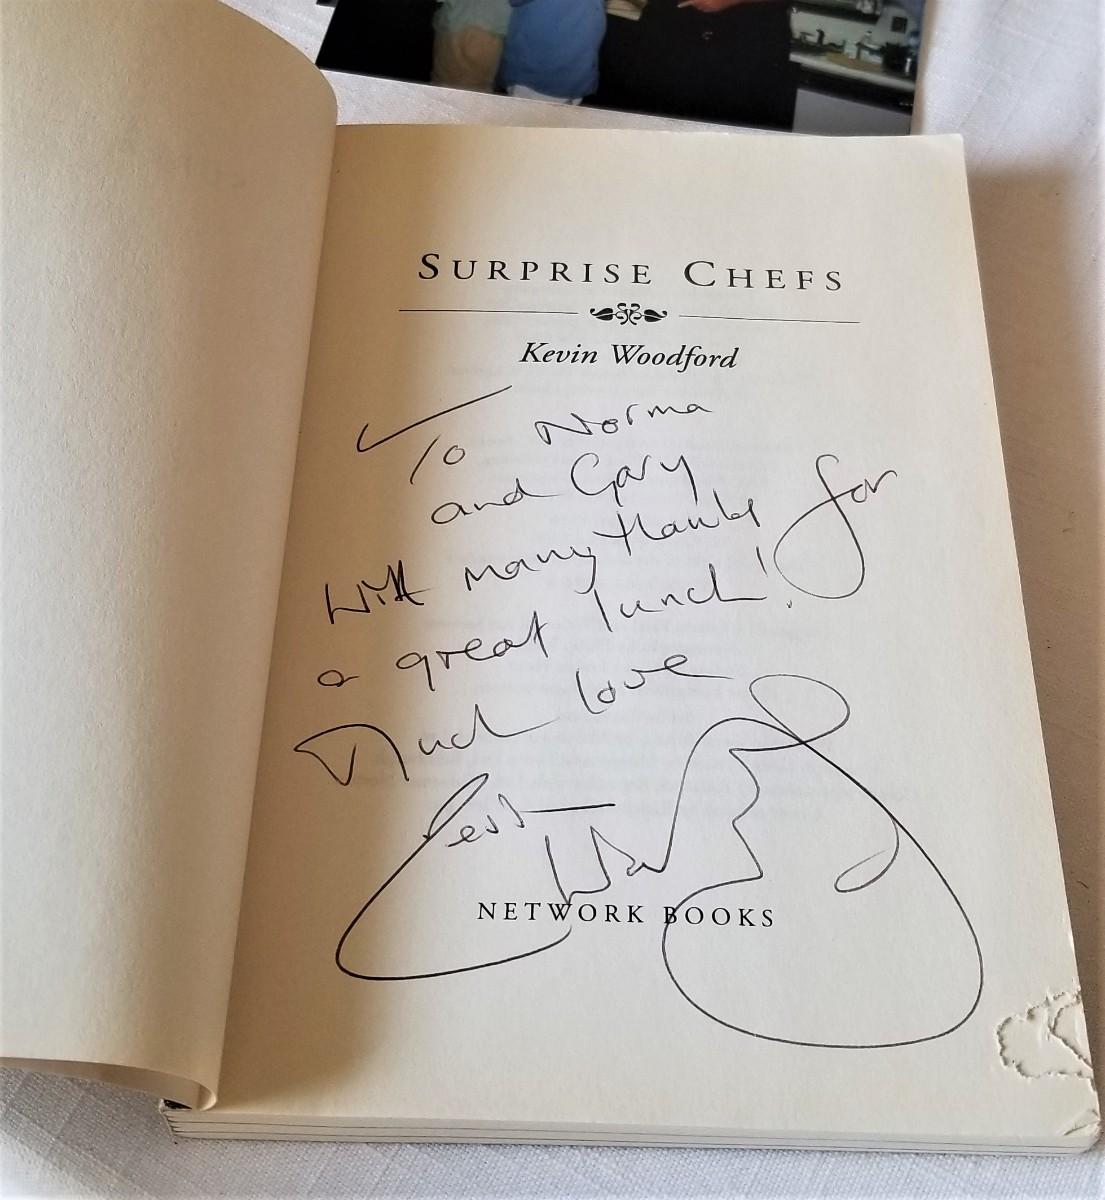 SURPRISE CHEFS
Kevin Woodford
To Norma
and Gary
With many thanks for
a great lunch!
Much love
NETWORK BOOKS